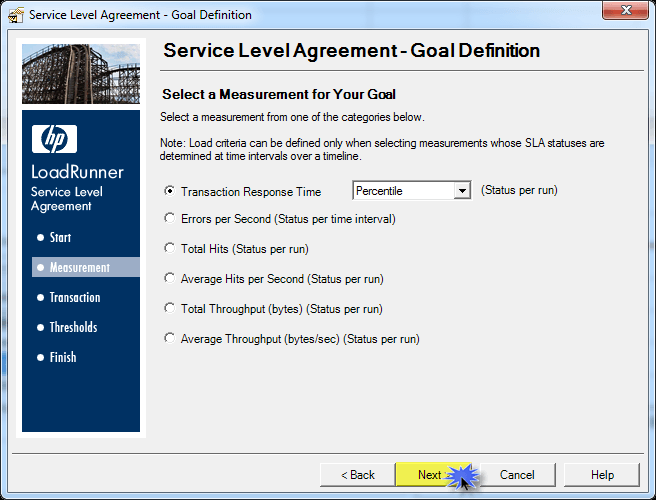 Service Level Agreement - Goal Definition
Service Level Agreement - Goal Definition
Select a Measurement for Your Goal
Select a measurement from one of the categories below.
Note: Load criteria can be defined only when selecting measurements whose SLA statuses are
determined at time intervals over a timeline.
hp
LoadRunner
Service Level
Agreement
Start
Measurement
Transaction
Thresholds
Finish
Transaction Response Time
Percentile
(Status per run)
Errors per Second (Status per time interval)
Total Hits (Status per run)
Average Hits per Second (Status per run)
Total Throughput (bytes) (Status per run)
Average Throughput (bytes/sec) (Status per run)
< Back
Next
Cancel
Help